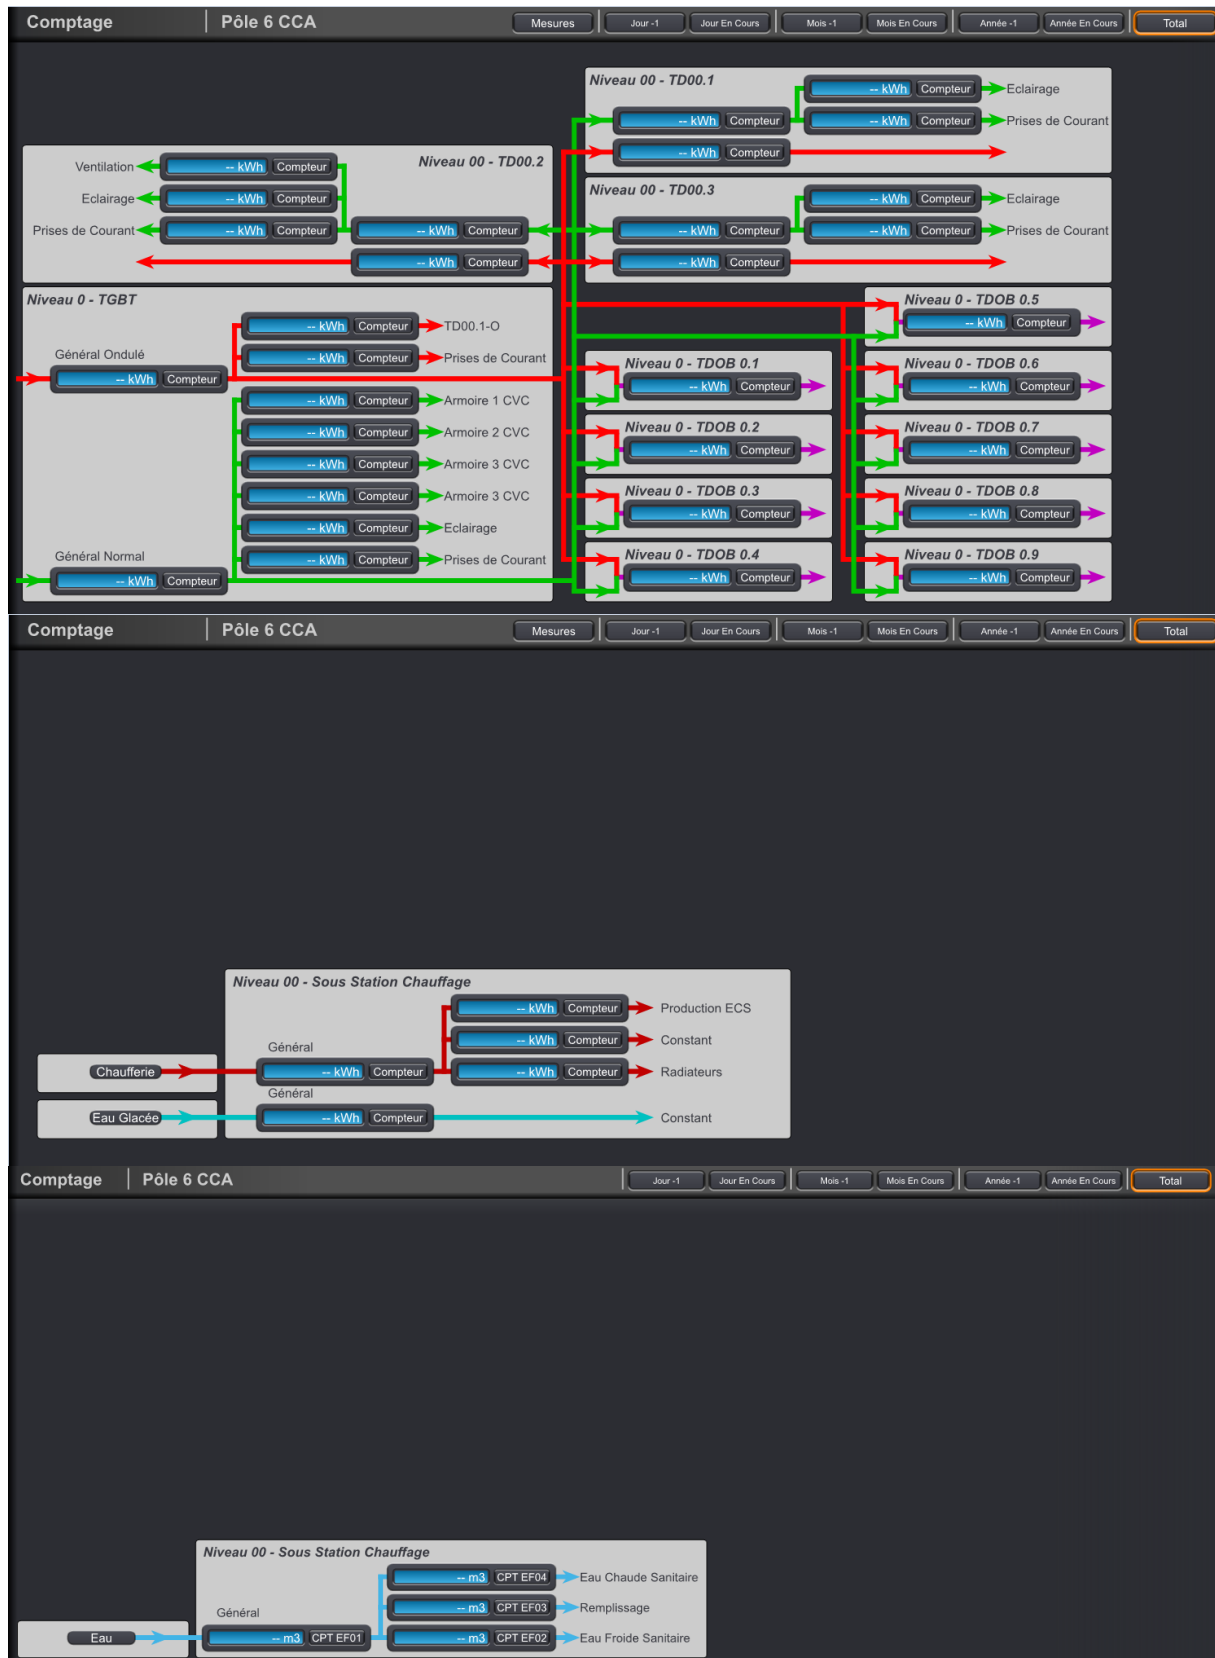 Comptage
Pôle 6 CCA
Mesures
Jour -1
Jour En Cours
Mois -1
Mois En Cours
Année -1
Année En Cours
Total
Niveau 00 - TD00.1
-- kWh Compteur Eclairage
-- kWh Compteur
-- kWh Compteur Prises de Courant
-- kWh Compteur
Niveau 00 - TD00.2
Ventilation -- kWh Compteur
Eclairage -- kWh Compteur
Prises de Courant -- kWh Compteur
-- kWh Compteur
-- kWh Compteur
Niveau 00 - TD00.3
-- kWh Compteur Eclairage
-- kWh Compteur
-- kWh Compteur Prises de Courant
-- kWh Compteur
Niveau 0 - TGBT
-- kWh Compteur TD00.1-O
Général Ondulé
-- kWh Compteur Prises de Courant
-- kWh Compteur
-- kWh Compteur Armoire 1 CVC
-- kWh Compteur Armoire 2 CVC
-- kWh Compteur Armoire 3 CVC
-- kWh Compteur Armoire 3 CVC
-- kWh Compteur Eclairage
Général Normal
-- kWh Compteur Prises de Courant
-- kWh Compteur
Niveau 0 - TDOB 0.1
-- kWh Compteur
Niveau 0 - TDOB 0.2
-- kWh Compteur
Niveau 0 - TDOB 0.3
-- kWh Compteur
Niveau 0 - TDOB 0.4
-- kWh Compteur
Niveau 0 - TDOB 0.5
-- kWh Compteur
Niveau 0 - TDOB 0.6
-- kWh Compteur
Niveau 0 - TDOB 0.7
-- kWh Compteur
Niveau 0 - TDOB 0.8
-- kWh Compteur
Niveau 0 - TDOB 0.9
-- kWh Compteur
Comptage
Pôle 6 CCA
Mesures
Jour -1
Jour En Cours
Mois -1
Mois En Cours
Année -1
Année En Cours
Total
Niveau 00 - Sous Station Chauffage
-- kWh Compteur Production ECS
-- kWh Compteur Constant
Général
Chaufferie -- kWh Compteur
-- kWh Compteur Radiateurs
Général
Eau Glacée -- kWh Compteur Constant
Comptage
Pôle 6 CCA
Jour -1
Jour En Cours
Mois -1
Mois En Cours
Année -1
Année En Cours
Total
Niveau 00 - Sous Station Chauffage
-- m3 CPT EF04 Eau Chaude Sanitaire
-- m3 CPT EF03 Remplissage
Général
Eau -- m3 CPT EF01
-- m3 CPT EF02 Eau Froide Sanitaire